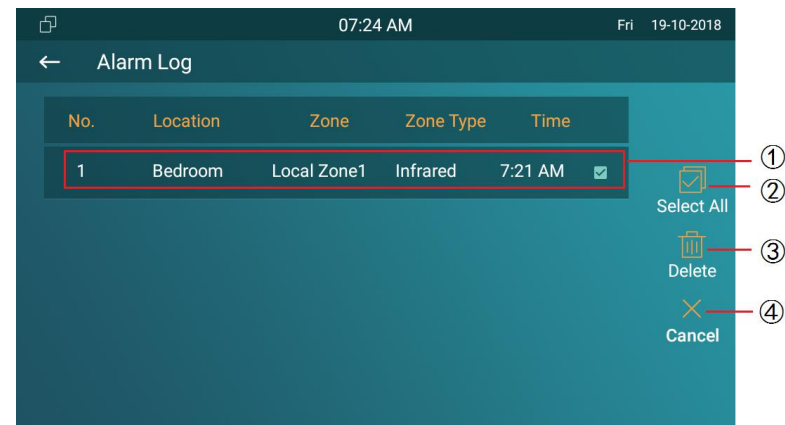 07:24 AM Fri 19-10-2018
Alarm Log
No. Location Zone Zone Type Time
1 Bedroom Local Zone1 Infrared 7:21 AM
①
②
Select All
③
Delete
④
Cancel